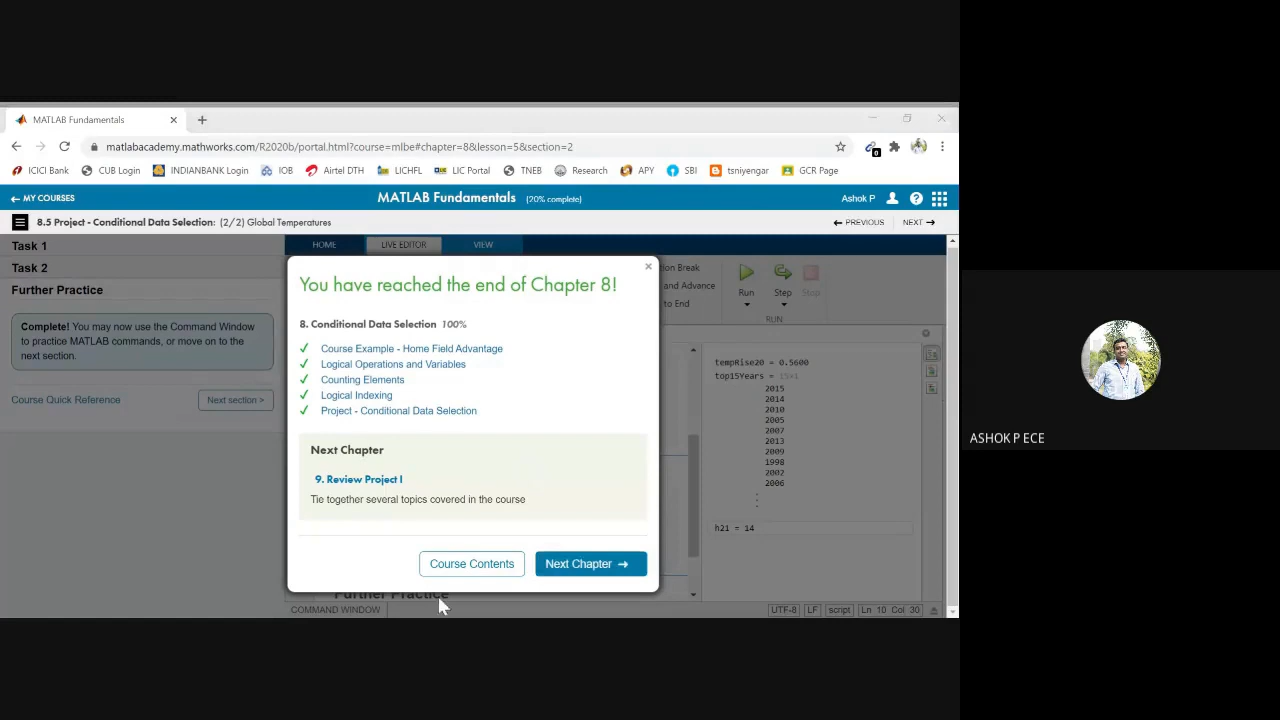 MATLAB Fundamentals
matlabacademy.mathworks.com/R2020b/portal.html?course=mlbe#chapter=8&lesson=5&section=2
ICICI Bank CUB Login INDIANBANK Login IOB Airtel DTH LICHFL LIC Portal TNEB Research APY SBI tsniyengar GCR Page
MY COURSES MATLAB Fundamentals (20% complete) Ashok P
8.5 Project - Conditional Data Selection: (2/2) Global Temperatures PREVIOUS NEXT
Task 1
Task 2
Further Practice
Complete! You may now use the Command Window
to practice MATLAB commands, or move on to the
next section.
Course Quick Reference Next section >
HOME LIVE EDITOR VIEW
You have reached the end of Chapter 8!
8. Conditional Data Selection 100%
Course Example - Home Field Advantage
Logical Operations and Variables
Counting Elements
Logical Indexing
Project - Conditional Data Selection
Next Chapter
9. Review Project I
Tie together several topics covered in the course
Course Contents Next Chapter
ion Break
and Advance
to End
Run Step Stop
RUN
tempRise20 = 0.5600
top15Years = 15×1
2015
2014
2010
2005
2007
2013
2009
1998
2002
2006
h21 = 14
Further Practice
COMMAND WINDOW UTF-8 LF script Ln 10 Col 30
ASHOK P ECE